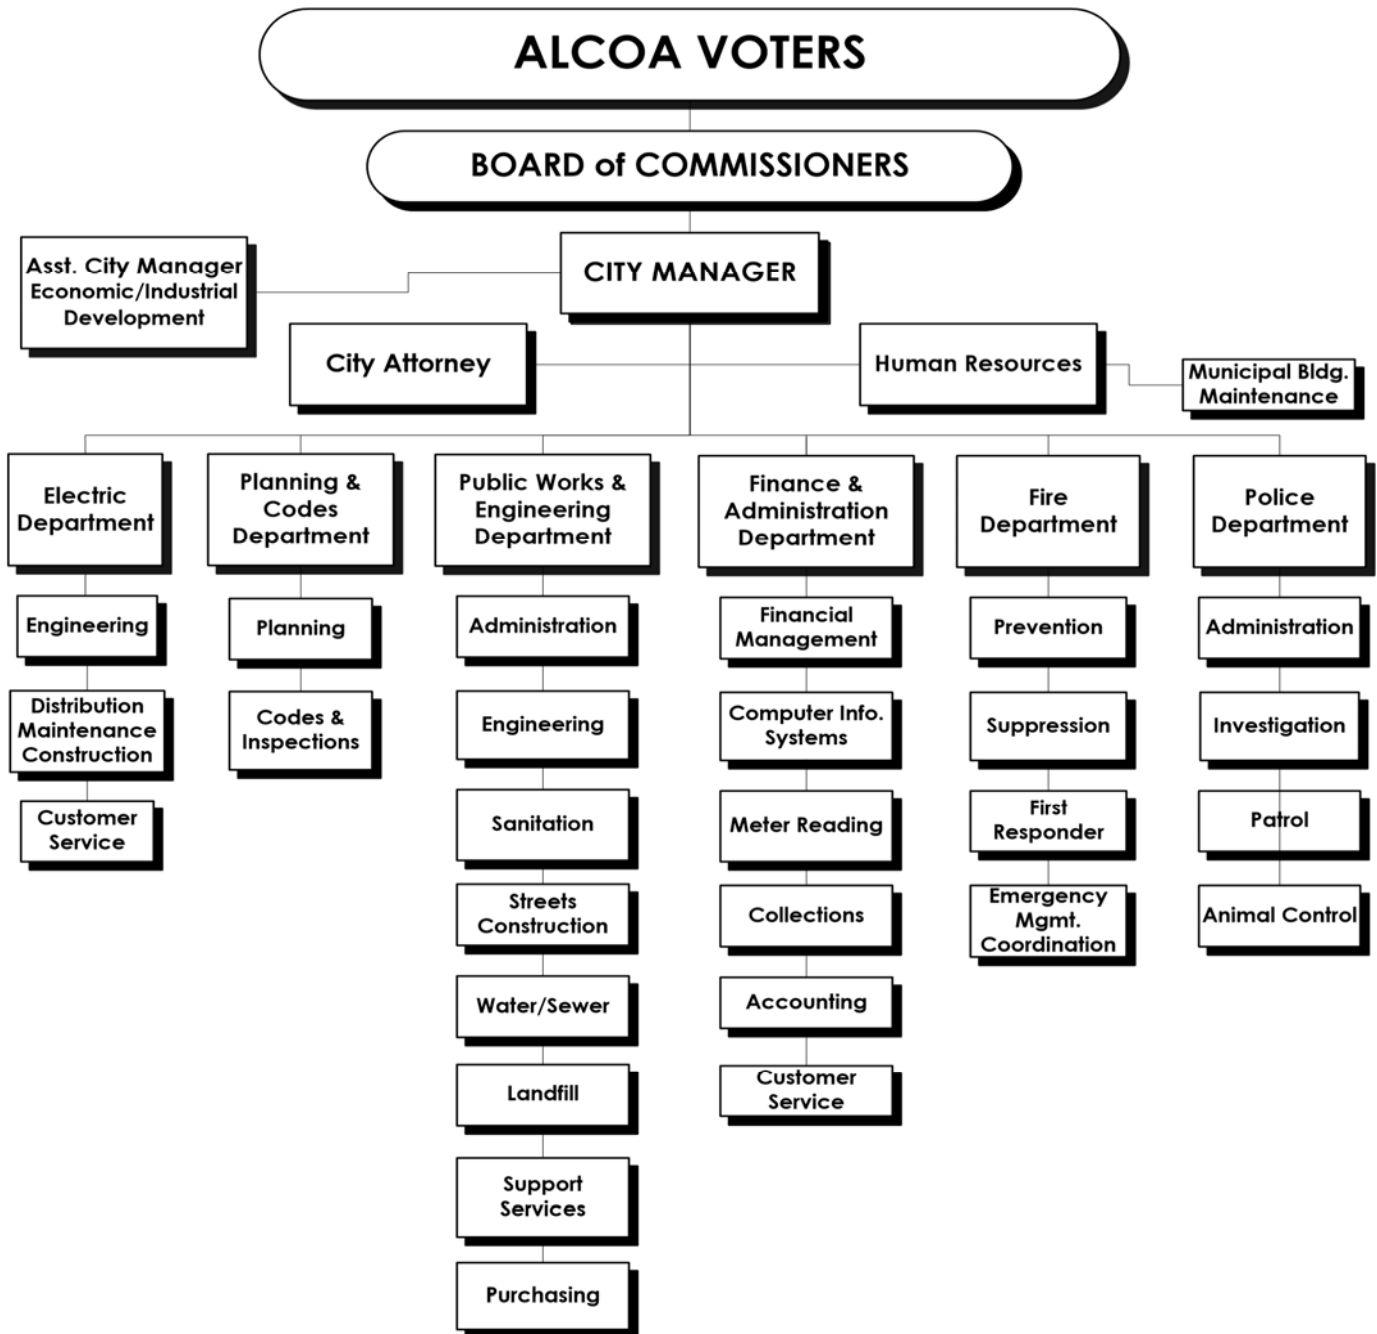 ALCOA VOTERS
BOARD of COMMISSIONERS
CITY MANAGER
Asst. City Manager
Economic/Industrial
Development
City Attorney
Human Resources
Municipal Bldg.
Maintenance
Electric
Department
Engineering
Distribution
Maintenance
Construction
Customer
Service
Planning &
Codes
Department
Planning
Codes &
Inspections
Public Works &
Engineering
Department
Administration
Engineering
Sanitation
Streets
Construction
Water/Sewer
Landfill
Support
Services
Purchasing
Finance &
Administration
Department
Financial
Management
Computer Info.
Systems
Meter Reading
Collections
Accounting
Customer
Service
Fire
Department
Prevention
Suppression
First
Responder
Emergency
Mgmt.
Coordination
Police
Department
Administration
Investigation
Patrol
Animal Control